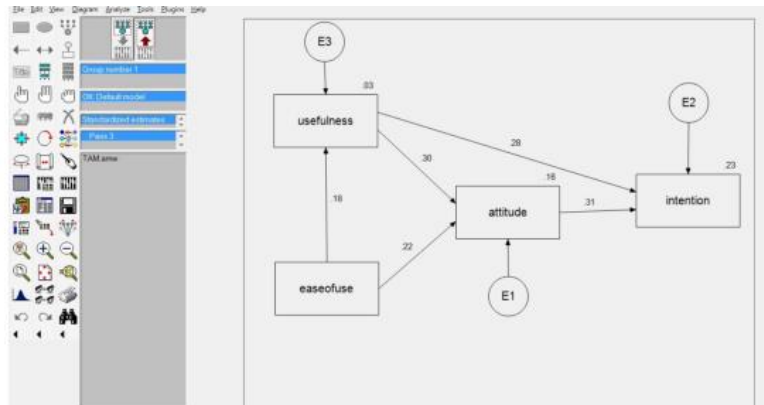 File Edit View Diagram Analyze Tools Plugins Help
Title
Group number 1
OK: Default model
Standardized estimates
Pass 3
TAM.amw
E3
.03
usefulness
E2
.28
.23
.30
.16
intention
attitude
.31
.18
.22
easeofuse
E1